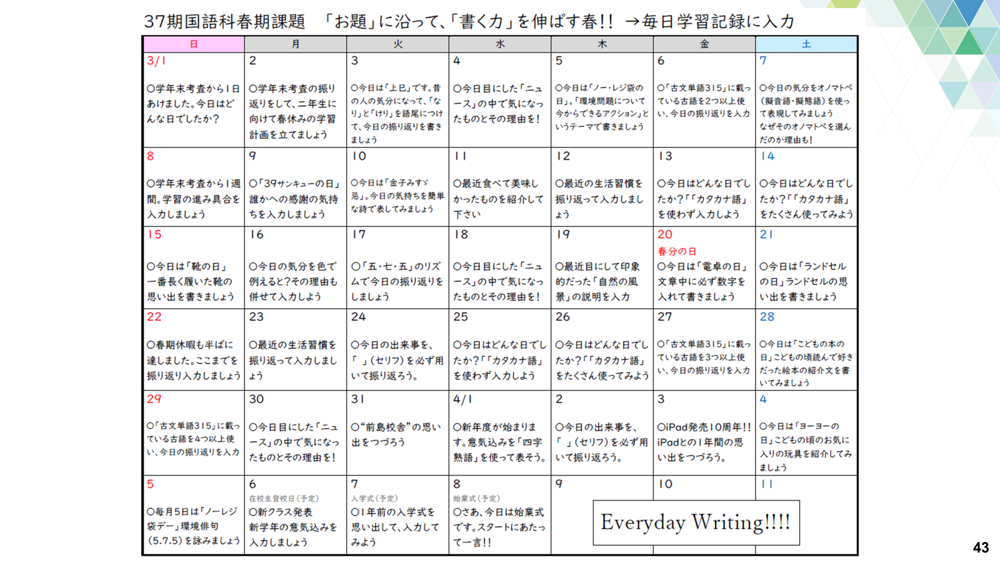 37期国語科春期課題　「お題」に沿って、「書く力」を伸ばす春!!　→毎日学習記録に入力
日
月
火
水
木
金
土
3/1
○学年末考査から1日
あけました。今日はど
んな日でしたか？
2
○学年末考査の振り
返りをして、二年生に
向けて春休みの学習
計画を立てましょう
3
○今日は「上巳」です。昔
の人の気分になって、「な
り」と「けり」を語尾につけ
て、今日の振り返りを書き
ましょう
4
○今日目にした「ニュ
ース」の中で気になっ
たものとその理由を！
5
○今日は「ノー・レジ袋の
日」。「環境問題について
今からできるアクション」と
いうテーマで書きましょう
6
○「古文単語315」に載っ
ている古語を2つ以上使
い、今日の振り返りを入力
7
○今日の気分をオノマトペ
（擬音語・擬態語）を使っ
て表現してみましょう
なぜそのオノマトペを選ん
だのか理由も！
8
○学年末考査から1週
間。学習の進み具合を
入力しましょう
9
○「39サンキューの日」
誰かへの感謝の気持
ちを入力しましょう
10
○今日は「金子みすゞ
忌」。今日の気持ちを簡単
な詩で表してみましょう
11
○最近食べて美味し
かったものを紹介して
下さい
12
○最近の生活習慣を
振り返って入力しまし
ょう
13
○今日はどんな日でし
たか？「「カタカナ語」
を使わず入力しよう
14
○今日はどんな日でし
たか？「「カタカナ語」
をたくさん使ってみよう
15
○今日は「靴の日」
一番長く履いた靴の
思い出を書きましょう
16
○今日の気分を色で
例えると？その理由も
併せて入力しよう
17
○「五・七・五」のリズ
ムで今日の振り返りを
しましょう
18
○今日目にした「ニュ
ース」の中で気になっ
たものとその理由を！
19
○最近目にして印象
的だった「自然の風
景」の説明を入力
20
春分の日
○今日は「電卓の日」
文章中に必ず数字を
入れて書きましょう
21
○今日は「ランドセル
の日」ランドセルの思
い出を書きましょう
22
○春期休暇も半ばに
達しました。ここまでを
振り返り入力しましょう
23
○最近の生活習慣を
振り返って入力しまし
ょう
24
○今日の出来事を、
「　」（セリフ）を必ず用
いて振り返ろう。
25
○今日はどんな日でし
たか？「「カタカナ語」
を使わず入力しよう
26
○今日はどんな日でし
たか？「「カタカナ語」
をたくさん使ってみよう
27
○「古文単語315」に載っ
ている古語を3つ以上使
い、今日の振り返りを入力
28
○今日は「こどもの本の
日」こどもの頃読んで好き
だった絵本の紹介文を書
いてみましょう
29
○「古文単語315」に載っ
ている古語を4つ以上使
い、今日の振り返りを入力
30
○今日目にした「ニュ
ース」の中で気になっ
たものとその理由を！
31
○“前島校舎”の思い
出をつづろう
4/1
○新年度が始まりま
す。意気込みを「四字
熟語」を使って表そう。
2
○今日の出来事を、
「　」（セリフ）を必ず用
いて振り返ろう。
3
○iPad発売10周年!!
iPadとの1年間の思
い出をつづろう。
4
○今日は「ヨーヨーの
日」こどもの頃のお気に
入りの玩具を紹介してみ
ましょう
5
○毎月5日は「ノーレジ
袋デー」環境俳句
（5.7.5）を詠みましょう
6
在校生登校日（予定）
○新クラス発表
新学年の意気込みを
入力しましょう
7
入学式（予定）
○1年前の入学式を
思い出して、入力して
みよう
8
始業式（予定）
○さあ、今日は始業式
です。スタートにあたっ
て一言!!
9
10
11
Everyday Writing!!!!
43